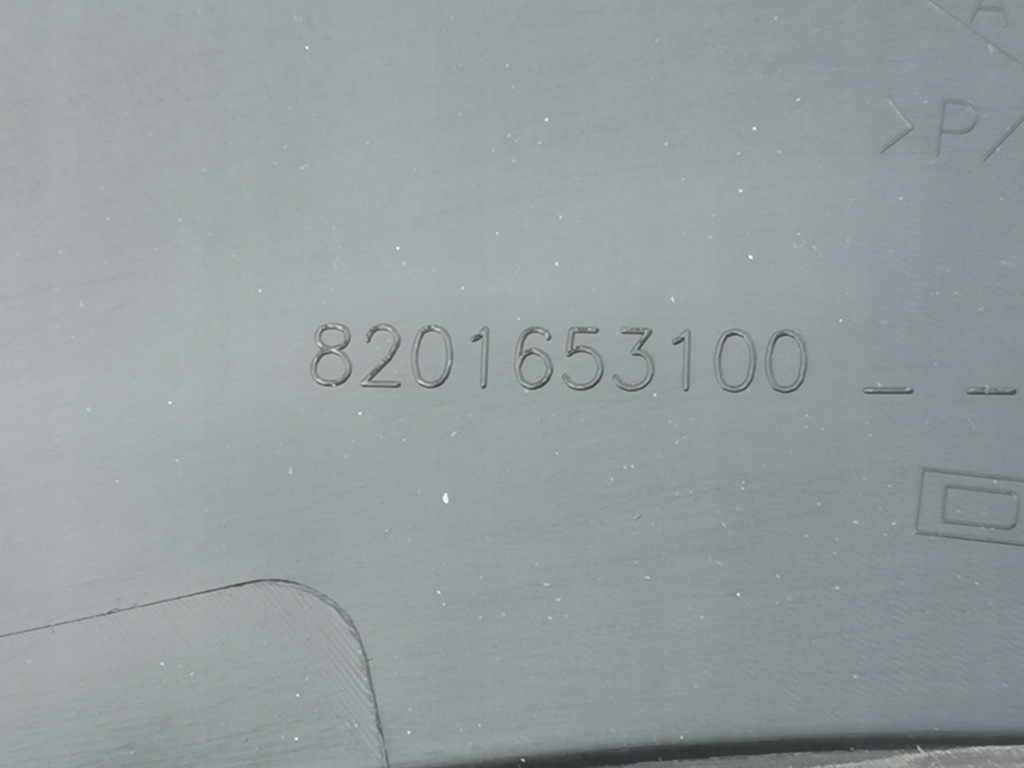 A
>P/
8201653100 _ _